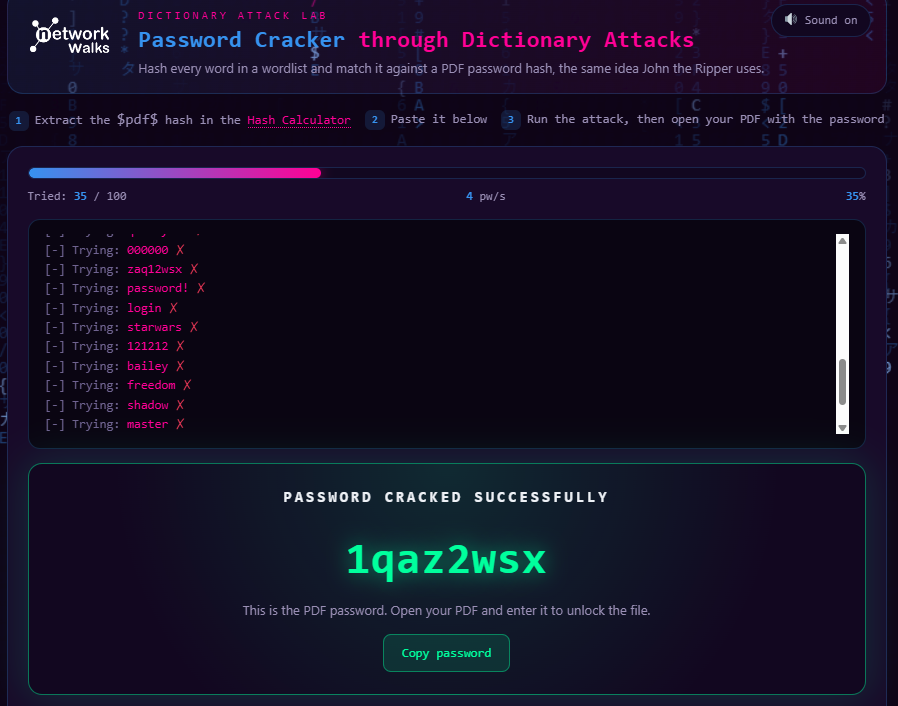 network
Walks
DICTIONARY ATTACK LAB
Password Cracker through Dictionary Attacks
Hash every word in a wordlist and match it against a PDF password hash, the same idea John the Ripper uses.
Sound on
1 Extract the $pdf$ hash in the Hash Calculator 2 Paste it below 3 Run the attack, then open your PDF with the password
Tried: 35 / 100 4 pw/s 35%
[-] Trying: 000000 ✗
[-] Trying: zaq12wsx ✗
[-] Trying: password! ✗
[-] Trying: login ✗
[-] Trying: starwars ✗
[-] Trying: 121212 ✗
[-] Trying: bailey ✗
[-] Trying: freedom ✗
[-] Trying: shadow ✗
[-] Trying: master ✗
PASSWORD CRACKED SUCCESSFULLY
1qaz2wsx
This is the PDF password. Open your PDF and enter it to unlock the file.
Copy password